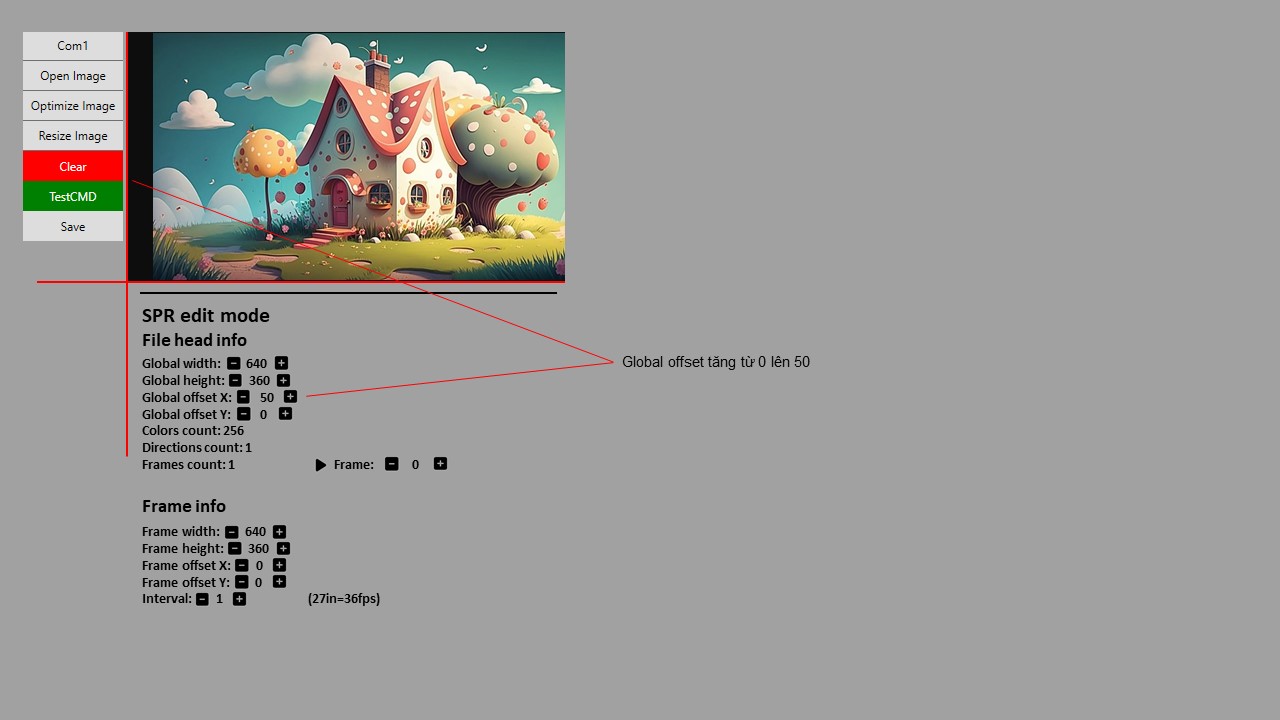 Com1
Open Image
Optimize Image
Resize Image
Clear
TestCMD
Save
SPR edit mode
File head info
Global width: 640
Global height: 360
Global offset X: 50
Global offset Y: 0
Colors count: 256
Directions count: 1
Frames count: 1 Frame: 0
Global offset tăng từ 0 lên 50
Frame info
Frame width: 640
Frame height: 360
Frame offset X: 0
Frame offset Y: 0
Interval: 1 (27in=36fps)